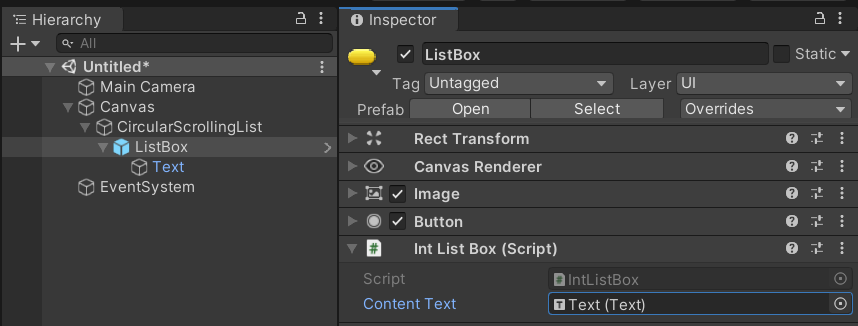 Hierarchy
All
Untitled*
Main Camera
Canvas
CircularScrollingList
ListBox
Text
EventSystem
Inspector
ListBox
Static
Tag Untagged Layer UI
Prefab Open Select Overrides
Rect Transform
Canvas Renderer
Image
Button
Int List Box (Script)
Script # IntListBox
Content Text T Text (Text)